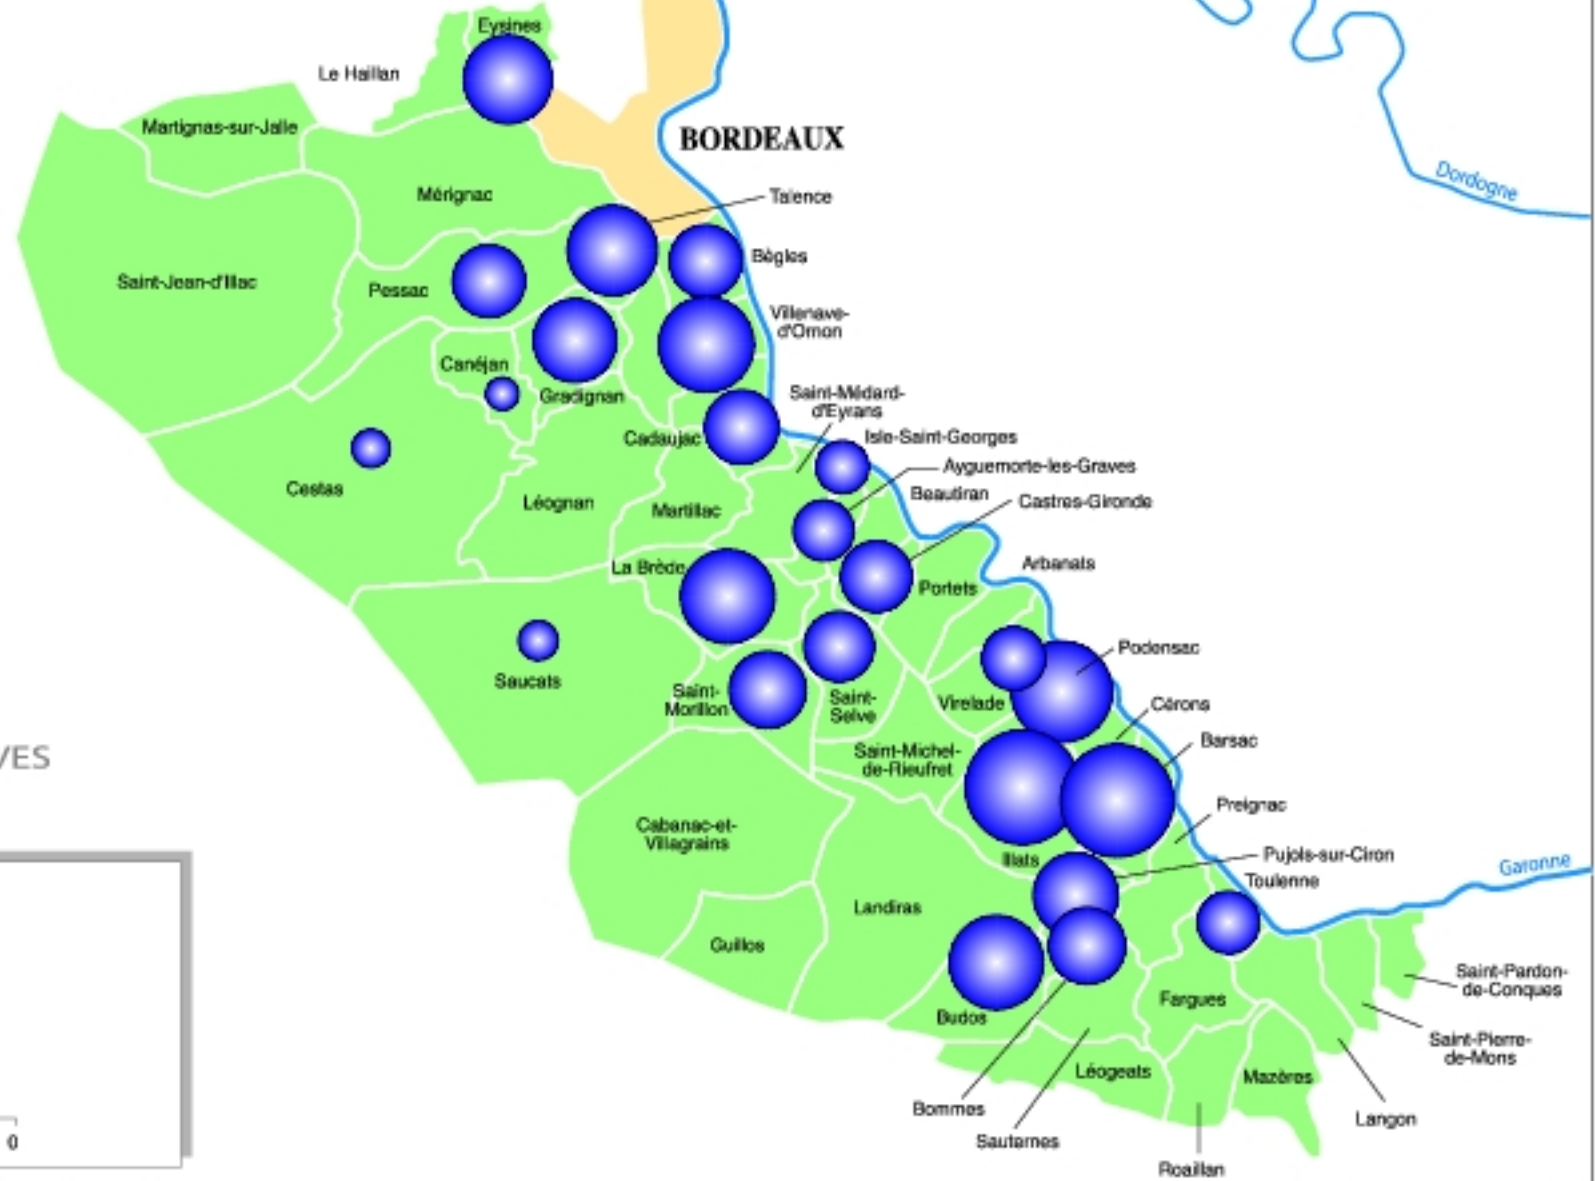 Eysines
Le Haillan
Martignas-sur-Jalle
BORDEAUX
Dordogne
Mérignac
Talence
Bègles
Saint-Jean-d'Illac
Pessac
Villenave-
d'Ornon
Canéjan
Gradignan
Saint-Médard-
d'Eyrans
Cadaujac
Isle-Saint-Georges
Ayguemorte-les-Graves
Cestas
Beautiran
Léognan
Castres-Gironde
Martillac
La Brède
Arbanats
Portets
Podensac
Saucats
Saint-
Morillon
Saint-
Selve
Virelade
Cérons
Barsac
VES
Saint-Michel-
de-Rieufret
Preignac
Cabanac-et-
Villagrains
Illats
Pujols-sur-Ciron
Garonne
Toulenne
Landiras
Guillos
Saint-Pardon-
de-Conques
Fargues
Budos
Saint-Pierre-
de-Mons
Léogeats
Mazères
Bommes
Langon
0
Sauternes
Roaillan